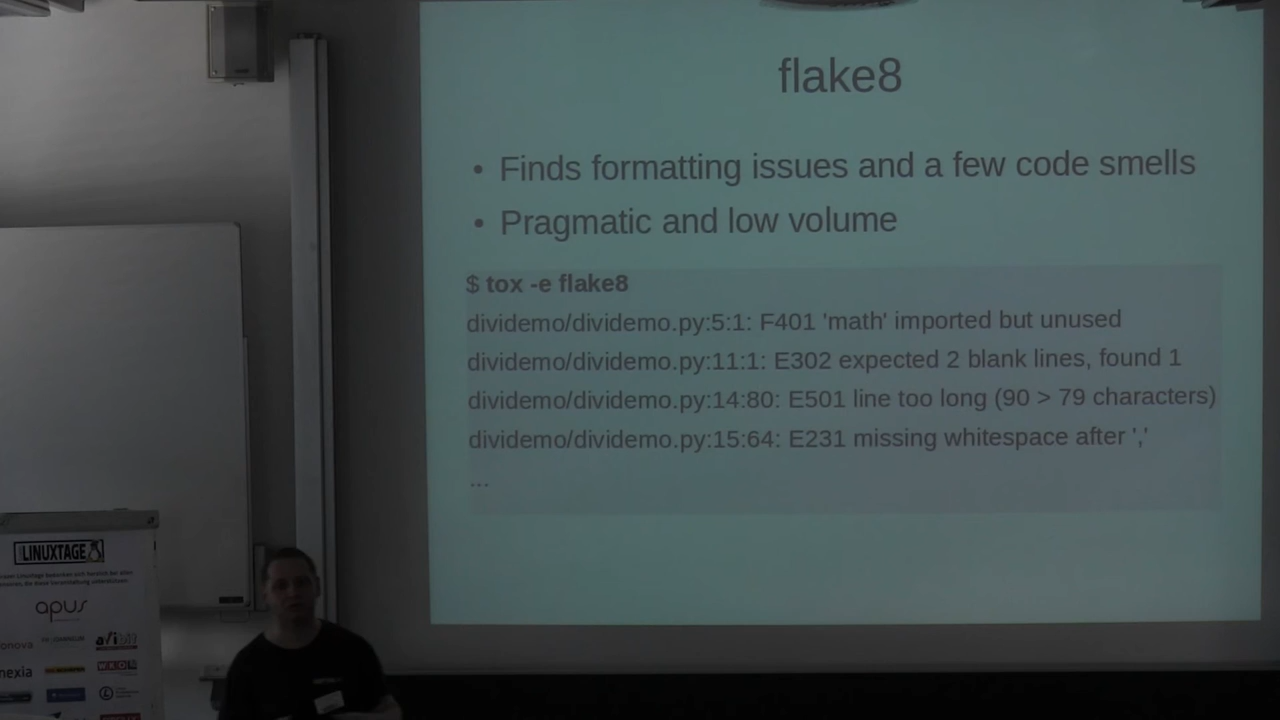 flake8
• Finds formatting issues and a few code smells
• Pragmatic and low volume
$ tox -e flake8
dividemo/dividemo.py:5:1: F401 'math' imported but unused
dividemo/dividemo.py:11:1: E302 expected 2 blank lines, found 1
dividemo/dividemo.py:14:80: E501 line too long (90 > 79 characters)
dividemo/dividemo.py:15:64: E231 missing whitespace after ','
...
LINUXTAGE
apus
onova
nexia
WKO